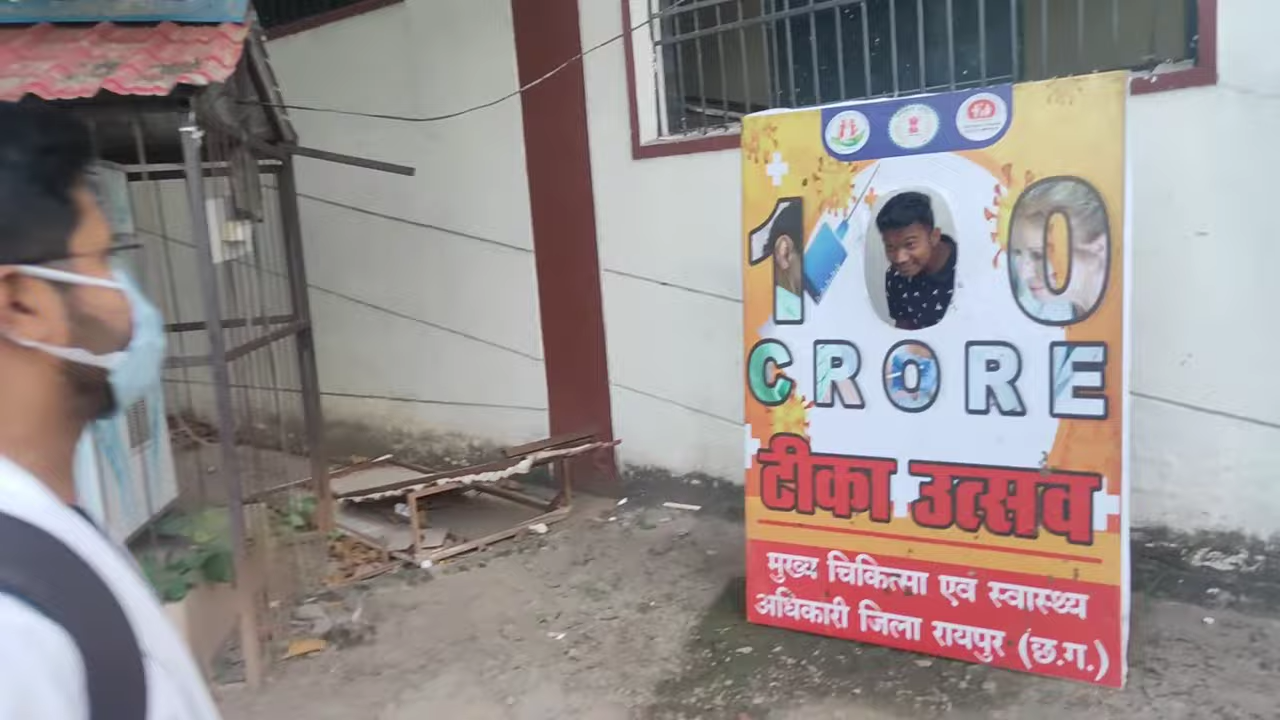 100
CRORE
टीका उत्सव
मुख्य चिकित्सा एवं स्वास्थ्य
अधिकारी जिला रायपुर (छ.ग.)